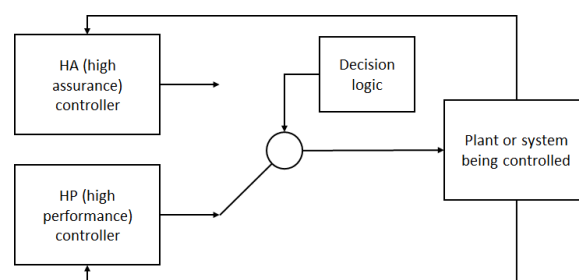 HA (high
assurance)
controller
Decision
logic
Plant or system
being controlled
HP (high
performance)
controller